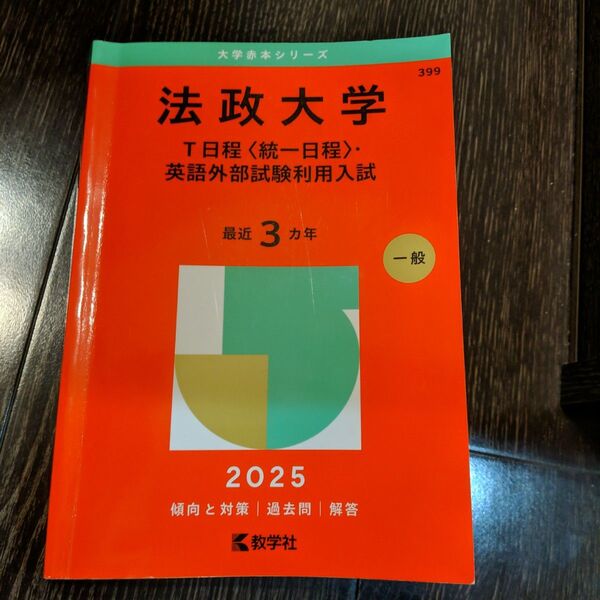 大学赤本シリーズ
399
法政大学
T日程〈統一日程〉・
英語外部試験利用入試
最近3カ年
一般
2025
傾向と対策|過去問|解答
教学社